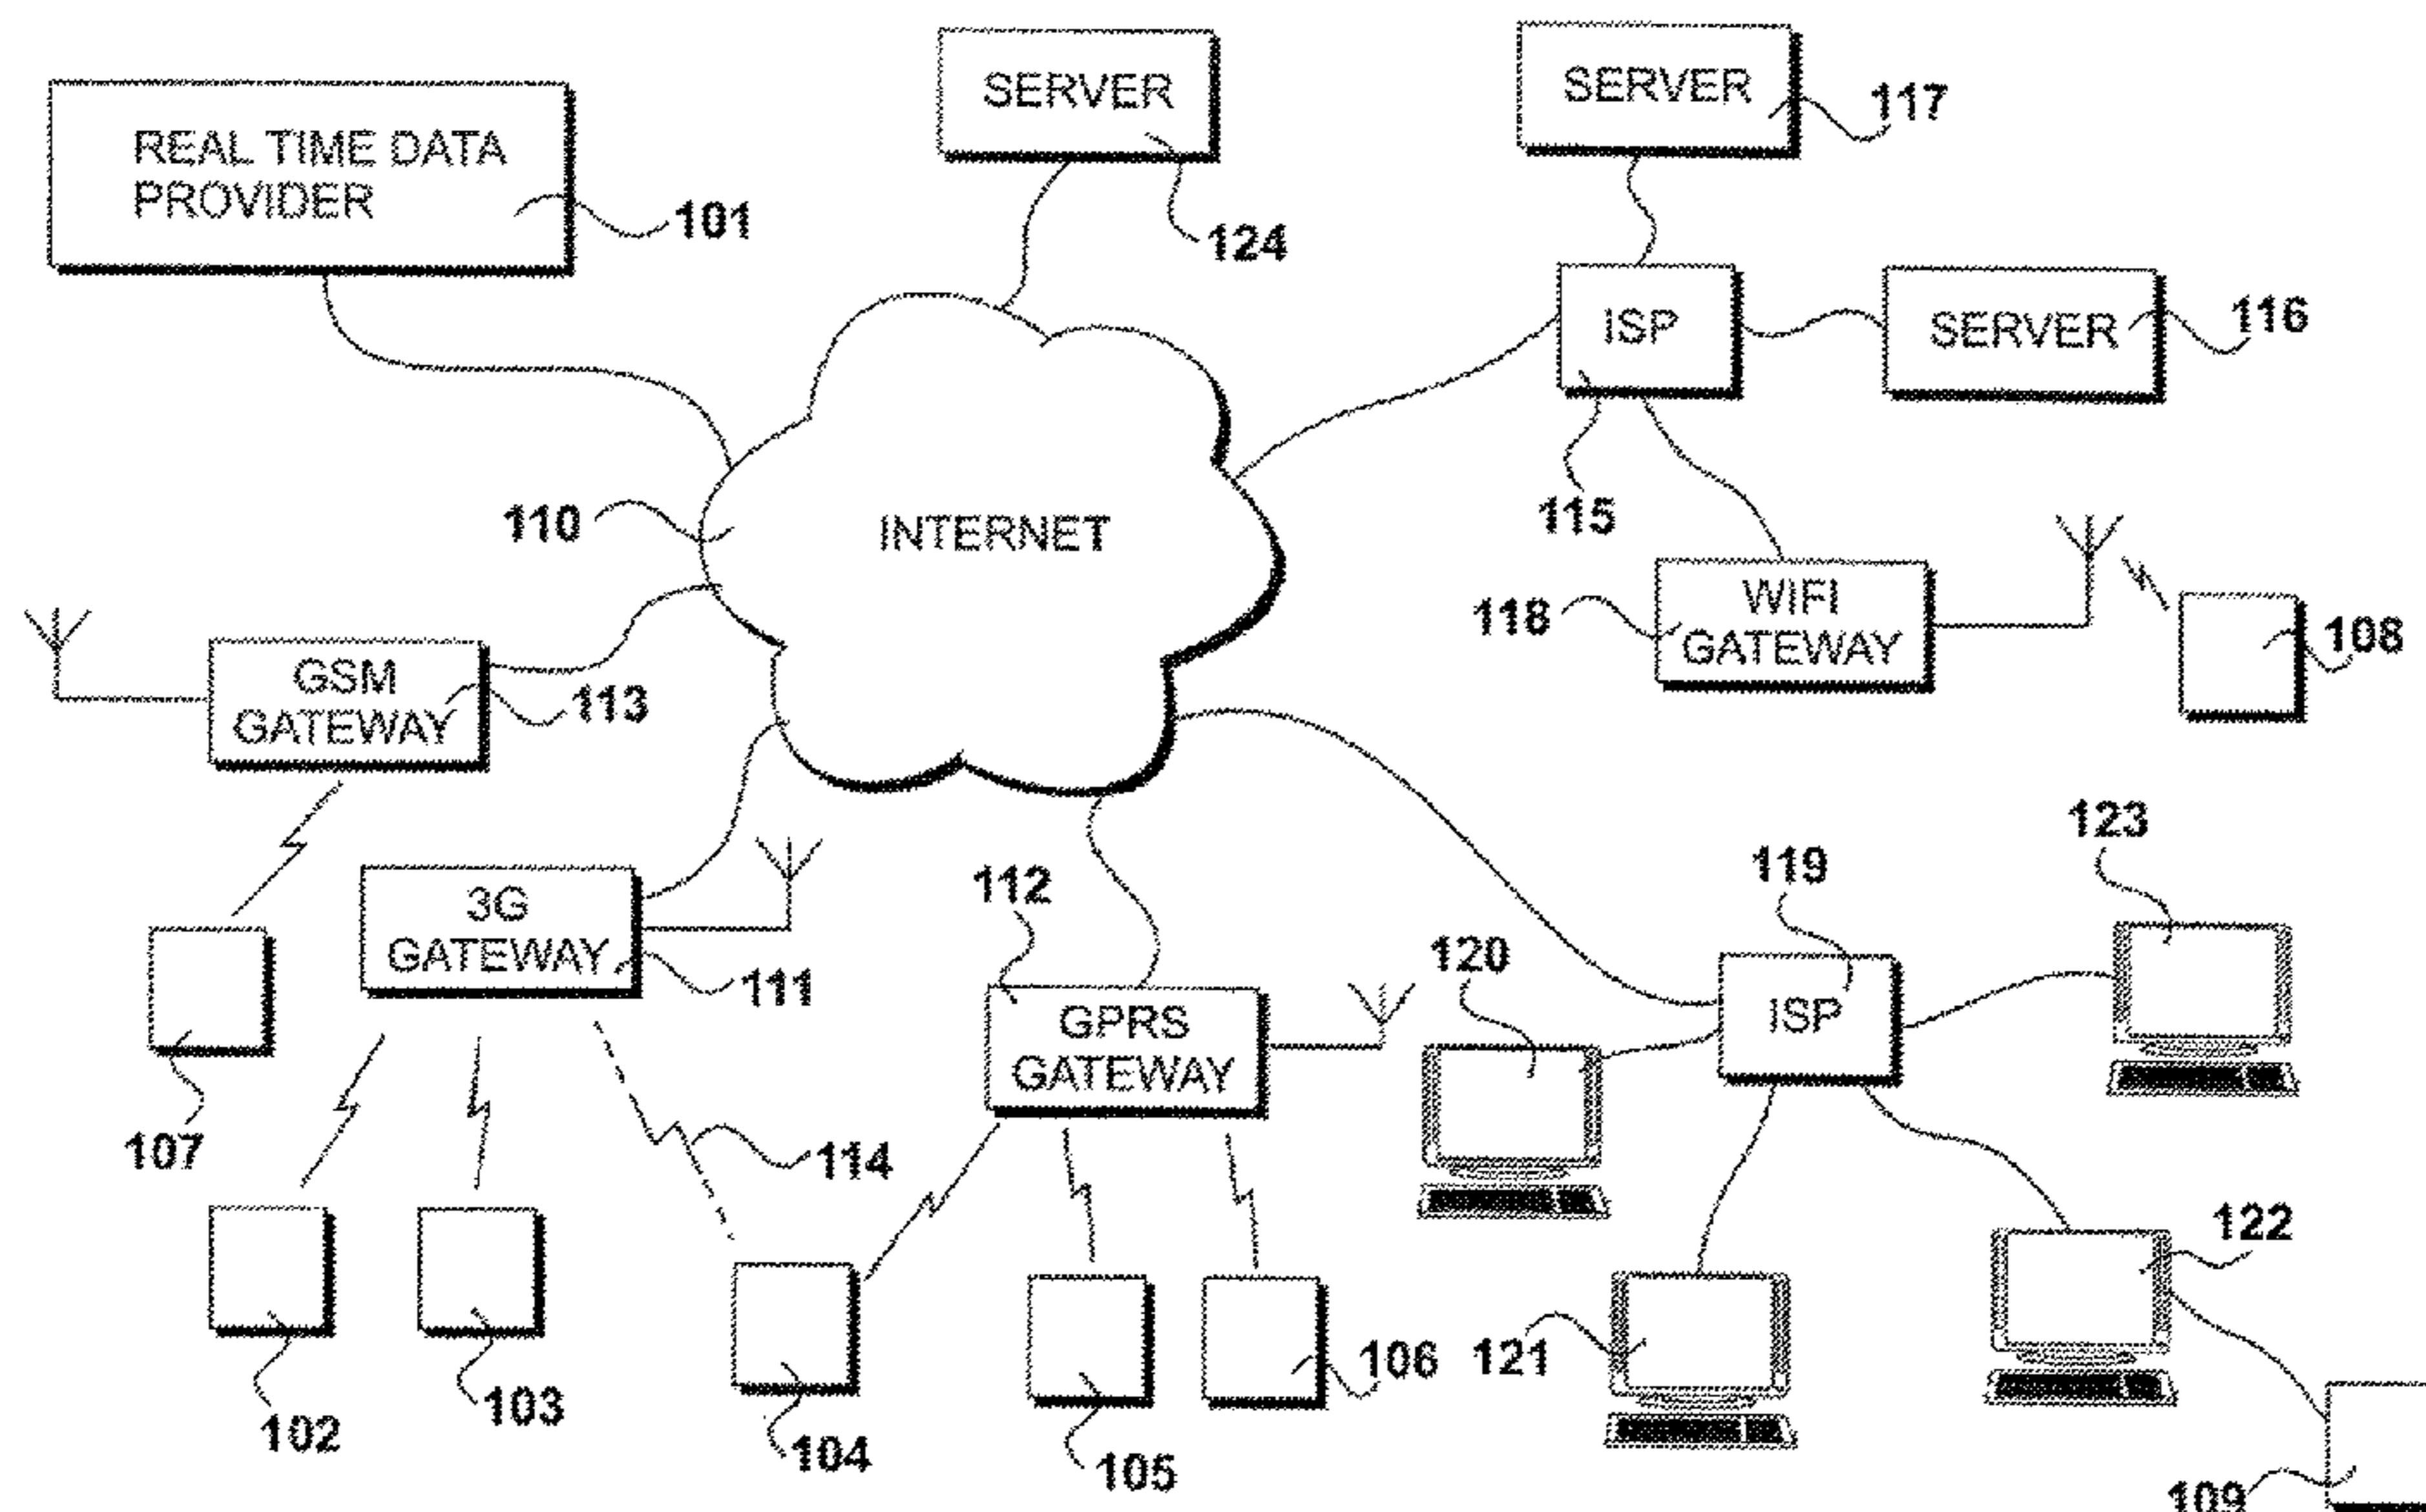 REAL TIME DATA
PROVIDER
101
SERVER
124
SERVER
117
ISP
115
SERVER
116
110
INTERNET
WIFI
GATEWAY
118
108
GSM
GATEWAY
113
3G
GATEWAY
111
112
GPRS
GATEWAY
119
ISP
123
120
107
114
122
102
103
104
105
106
121
109